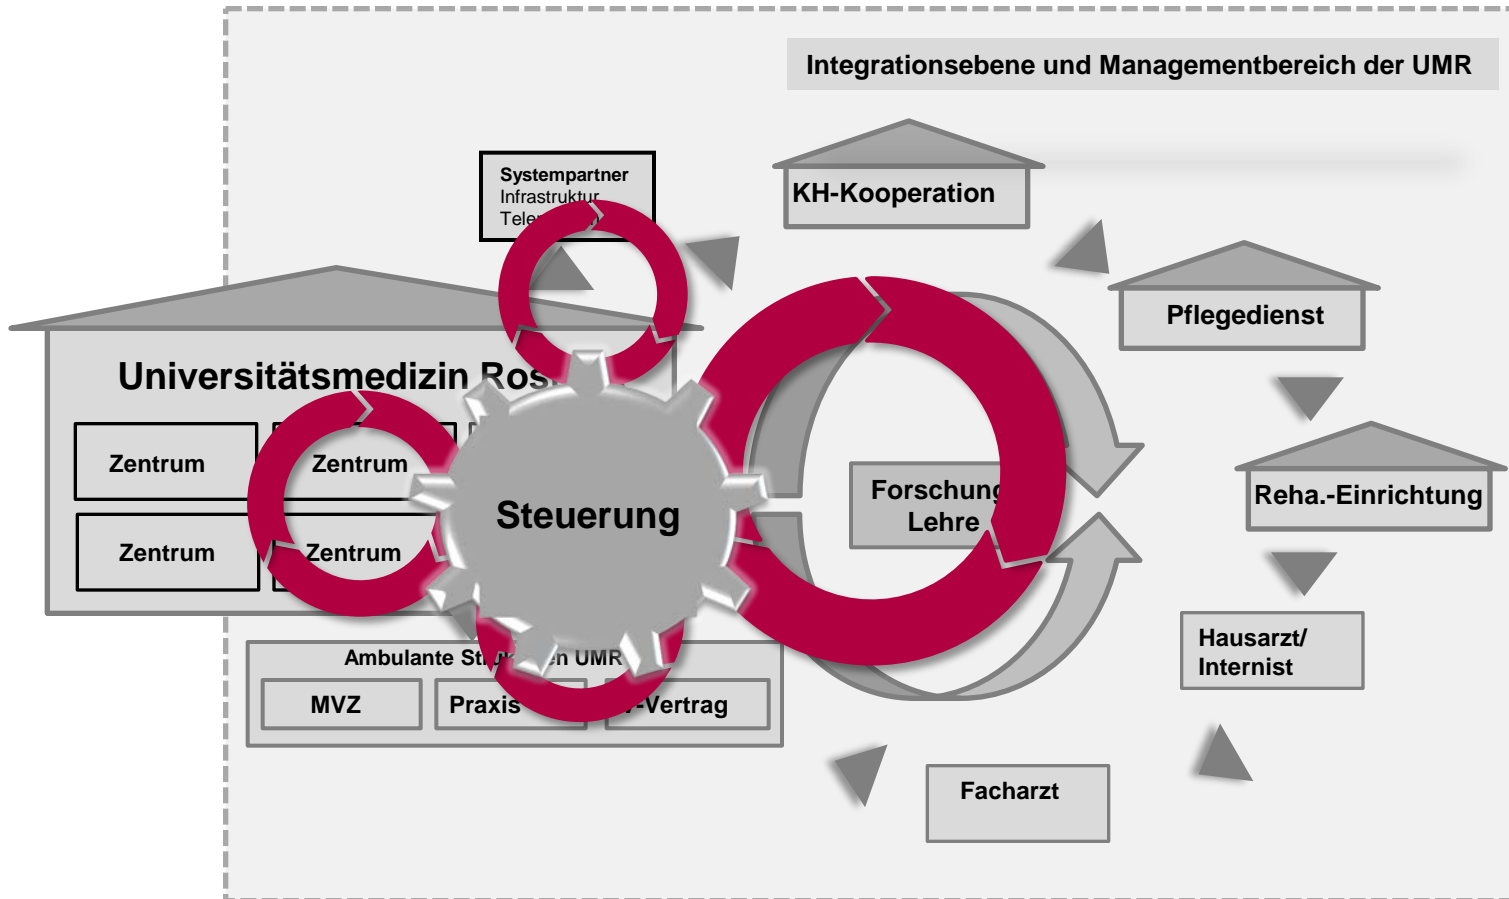 Integrationsebene und Managementbereich der UMR
Systempartner
Infrastruktur
KH-Kooperation
Pflegedienst
Universitätsmedizin
Zentrum
Zentrum
Reha.-Einrichtung
Forschung
Lehre
Steuerung
Zentrum
Zentrum
Hausarzt/
Internist
Ambulante UMR
MVZ
Praxis
-Vertrag
Facharzt